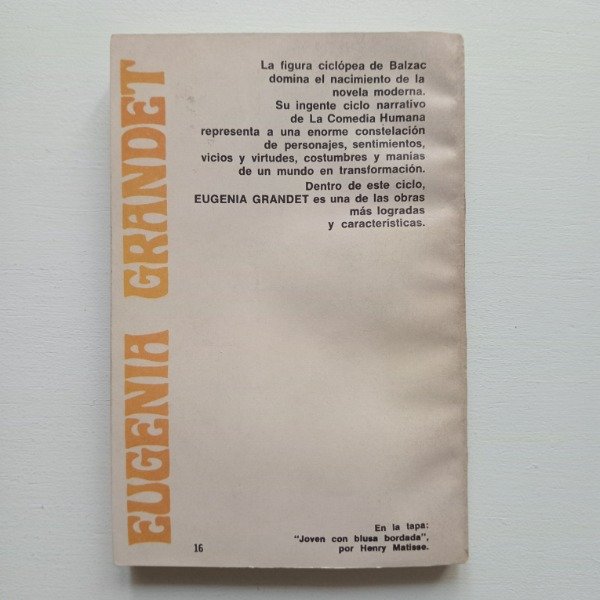 EUGENIA GRANDET
La figura ciclópea de Balzac
domina el nacimiento de la
novela moderna.
Su ingente ciclo narrativo
de La Comedia Humana
representa a una enorme constelación
de personajes, sentimientos,
vicios y virtudes, costumbres y manías
de un mundo en transformación.
Dentro de este ciclo,
EUGENIA GRANDET es una de las obras
más logradas
y características.
En la tapa:
"Joven con blusa bordada",
por Henry Matisse.
16